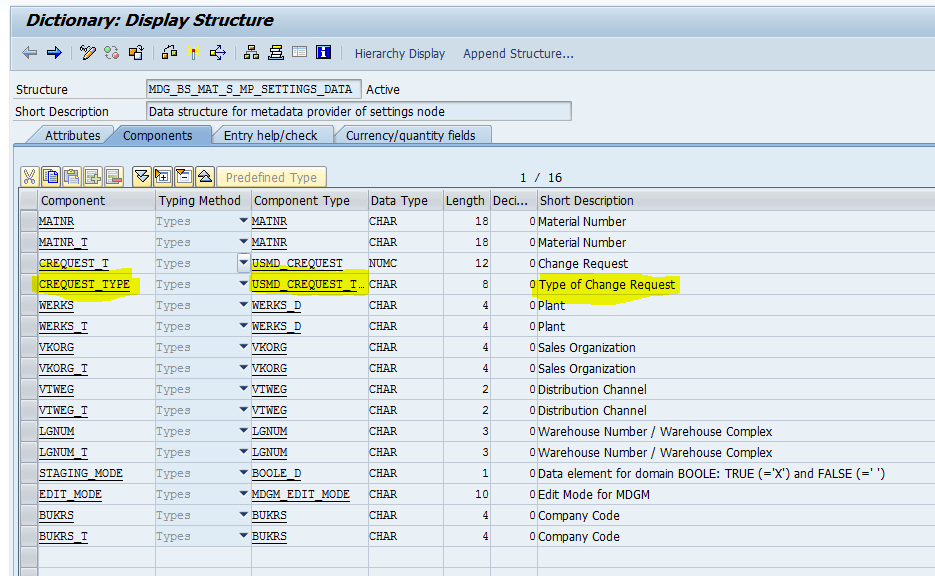 Dictionary: Display Structure
Hierarchy Display Append Structure...
Structure MDG_BS_MAT_S_MP_SETTINGS_DATA Active
Short Description Data structure for metadata provider of settings node
Attributes Components Entry help/check Currency/quantity fields
Predefined Type 1 / 16
Component Typing Method Component Type Data Type Length Deci... Short Description
MATNR Types MATNR CHAR 18 0 Material Number
MATNR_T Types MATNR CHAR 18 0 Material Number
CREQUEST_T Types USMD_CREQUEST NUMC 12 0 Change Request
CREQUEST_TYPE Types USMD_CREQUEST_T... CHAR 8 0 Type of Change Request
WERKS Types WERKS_D CHAR 4 0 Plant
WERKS_T Types WERKS_D CHAR 4 0 Plant
VKORG Types VKORG CHAR 4 0 Sales Organization
VKORG_T Types VKORG CHAR 4 0 Sales Organization
VTWEG Types VTWEG CHAR 2 0 Distribution Channel
VTWEG_T Types VTWEG CHAR 2 0 Distribution Channel
LGNUM Types LGNUM CHAR 3 0 Warehouse Number / Warehouse Complex
LGNUM_T Types LGNUM CHAR 3 0 Warehouse Number / Warehouse Complex
STAGING_MODE Types BOOLE_D CHAR 1 0 Data element for domain BOOLE: TRUE (='X') and FALSE (=' ')
EDIT_MODE Types MDGM_EDIT_MODE CHAR 10 0 Edit Mode for MDGM
BUKRS Types BUKRS CHAR 4 0 Company Code
BUKRS_T Types BUKRS CHAR 4 0 Company Code